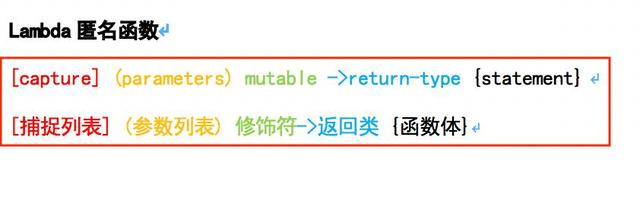 Lambda 匿名函数
[capture] (parameters) mutable ->return-type {statement}
[捕捉列表] (参数列表) 修饰符->返回类 {函数体}